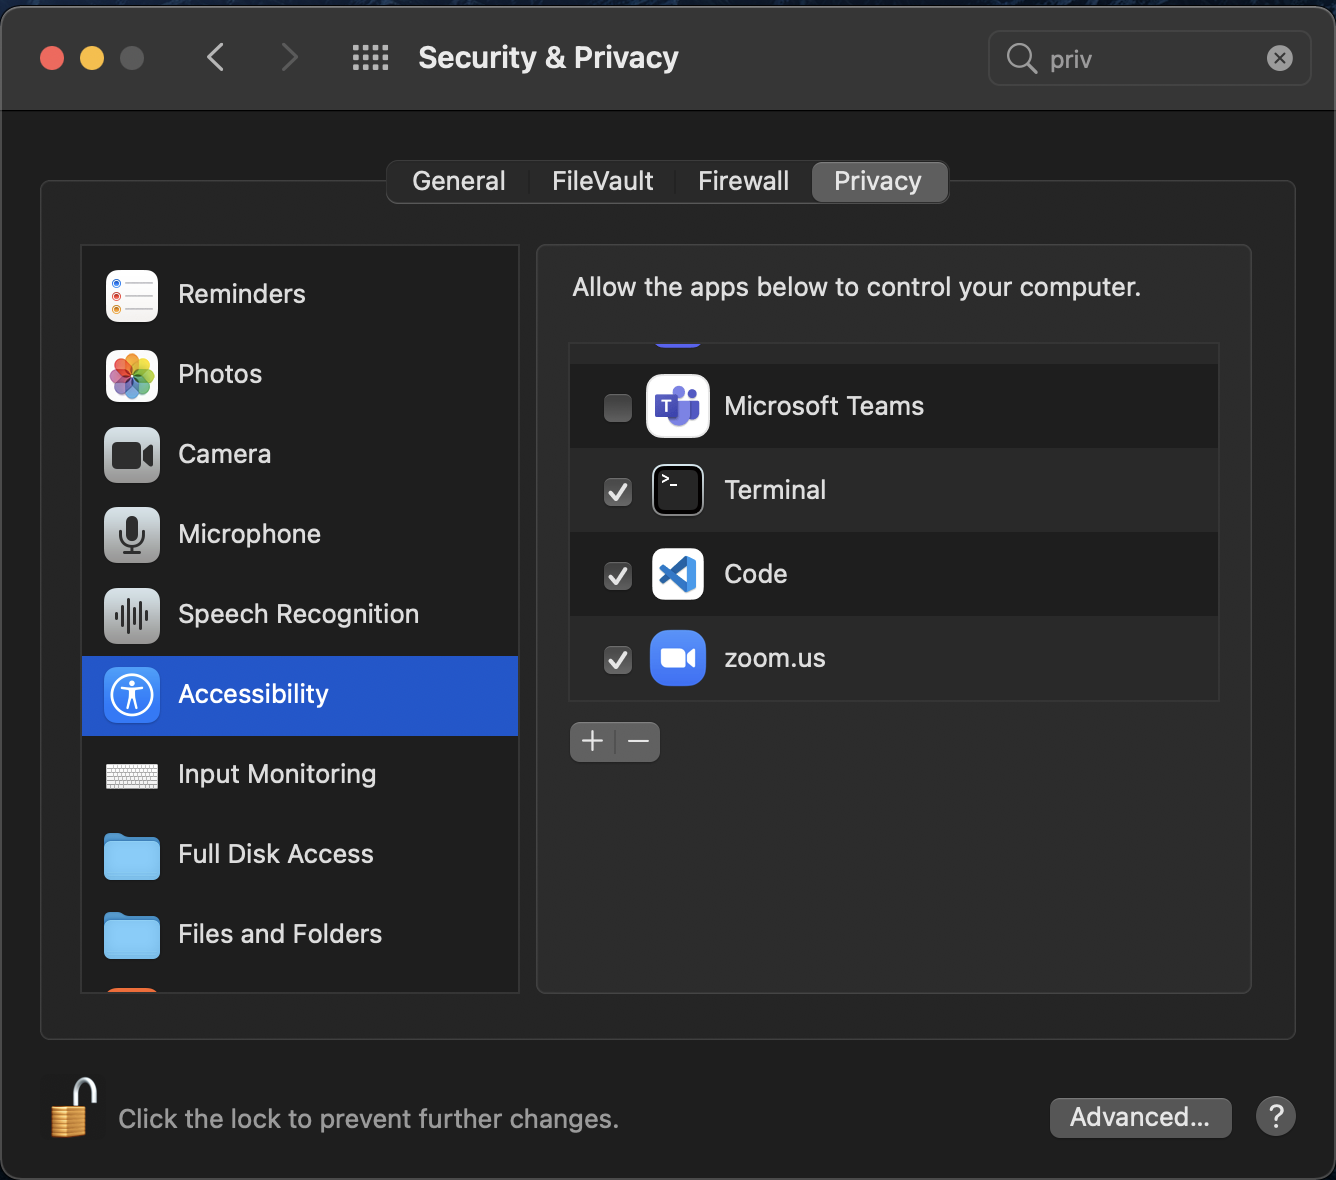 Security & Privacy
priv
General
FileVault
Firewall
Privacy
Reminders
Photos
Camera
Microphone
Speech Recognition
Accessibility
Input Monitoring
Full Disk Access
Files and Folders
Allow the apps below to control your computer.
T
Microsoft Teams
>_
Terminal
Code
zoom.us
Click the lock to prevent further changes.
Advanced...
?